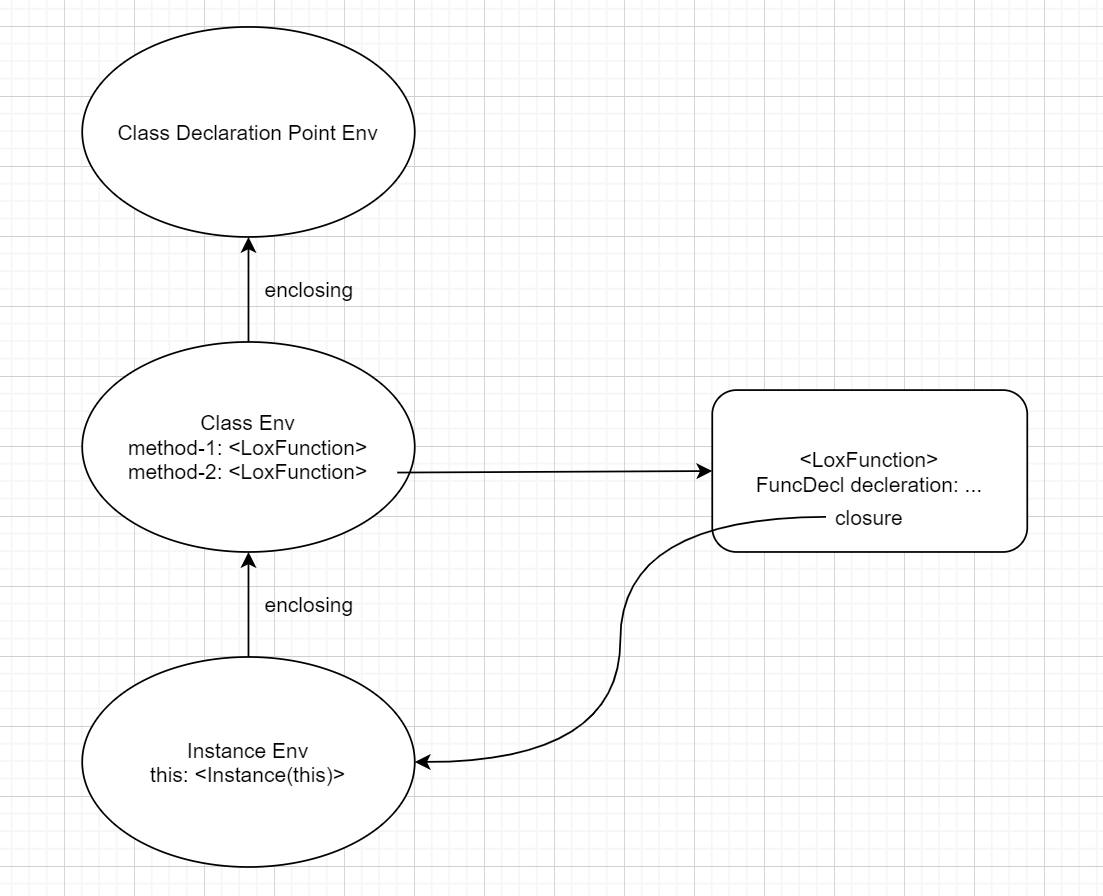 Class Declaration Point Env
enclosing
Class Env
method-1: <LoxFunction>
method-2: <LoxFunction>
<LoxFunction>
FuncDecl decleration: ...
closure
enclosing
Instance Env
this: <Instance(this)>